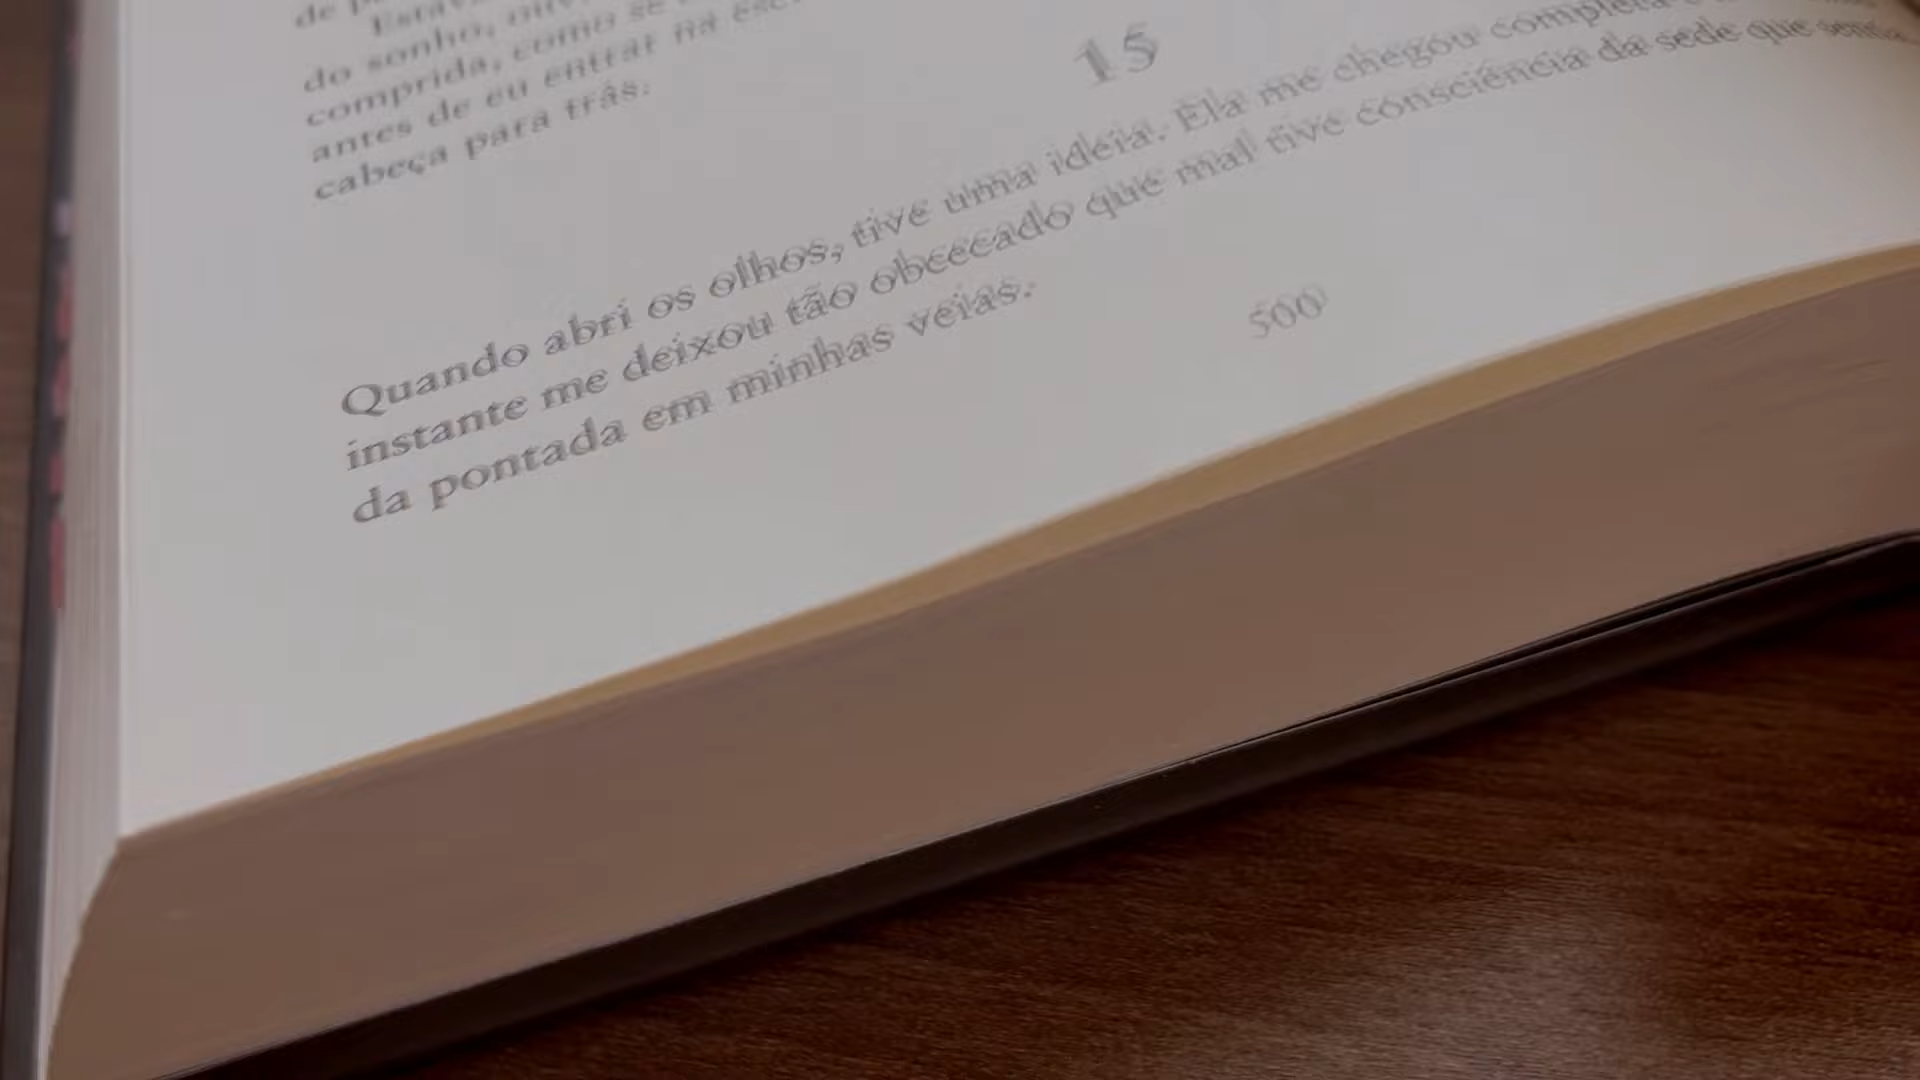 de
do sonho,
comprida, como se
antes de eu entrar na
cabeça para trás.
15
Quando abri os olhos, tive uma ideia. Ela me chegou
instante me deixou tão obcecado que mal tive consciência da sede que
da pontada em minhas veias.
500